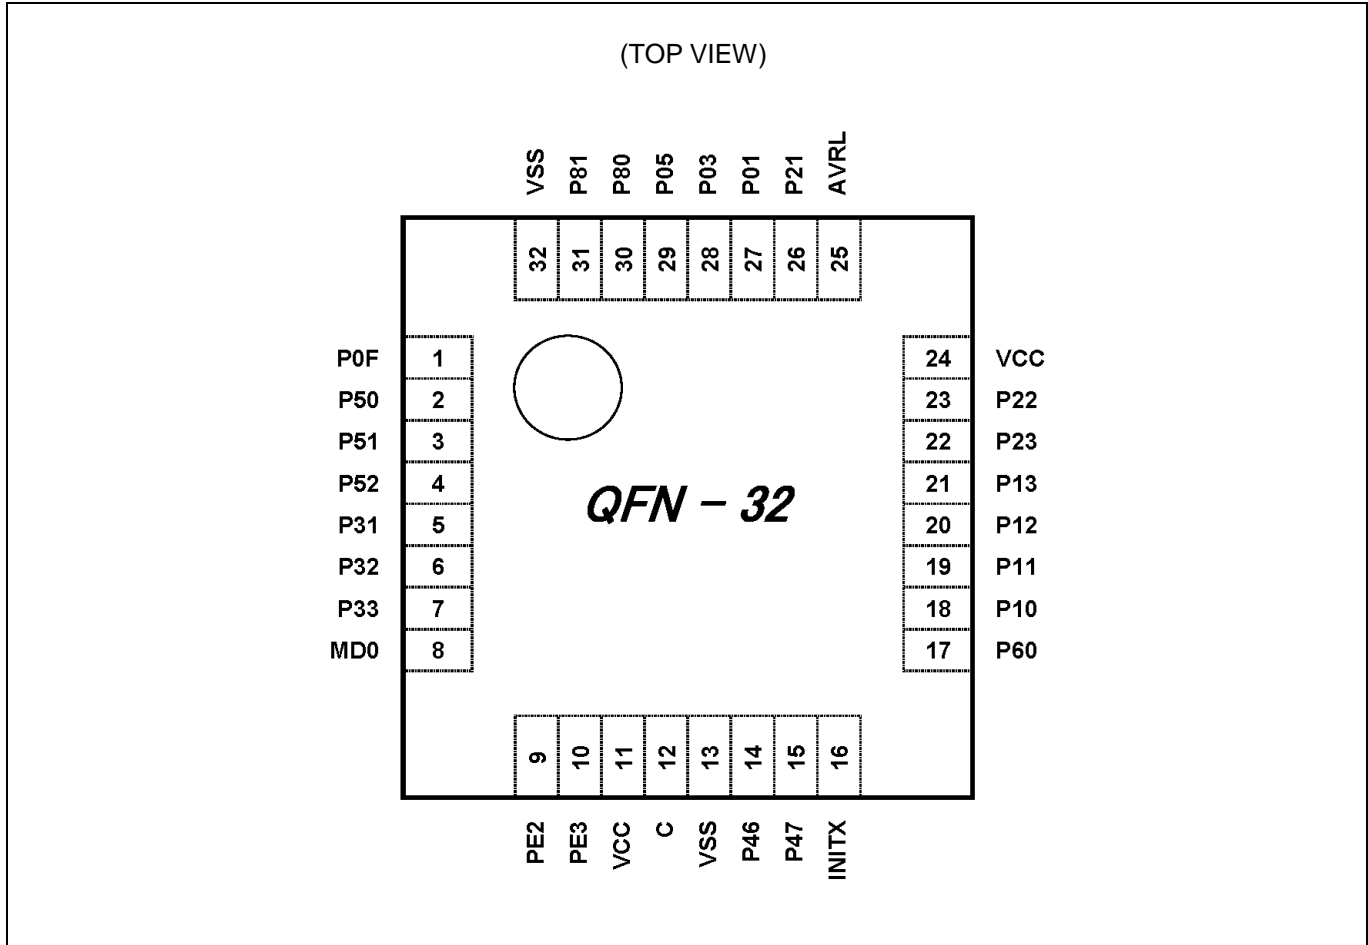 (TOP VIEW)
VSS P81 P80 P05 P03 P01 P21 AVRL
32 31 30 29 28 27 26 25
P0F 1 24 VCC
P50 2 23 P22
P51 3 22 P23
P52 4 21 P13
P31 5 20 P12
P32 6 19 P11
P33 7 18 P10
MD0 8 17 P60
QFN - 32
9 10 11 12 13 14 15 16
PE2 PE3 VCC C VSS P46 P47 INITX